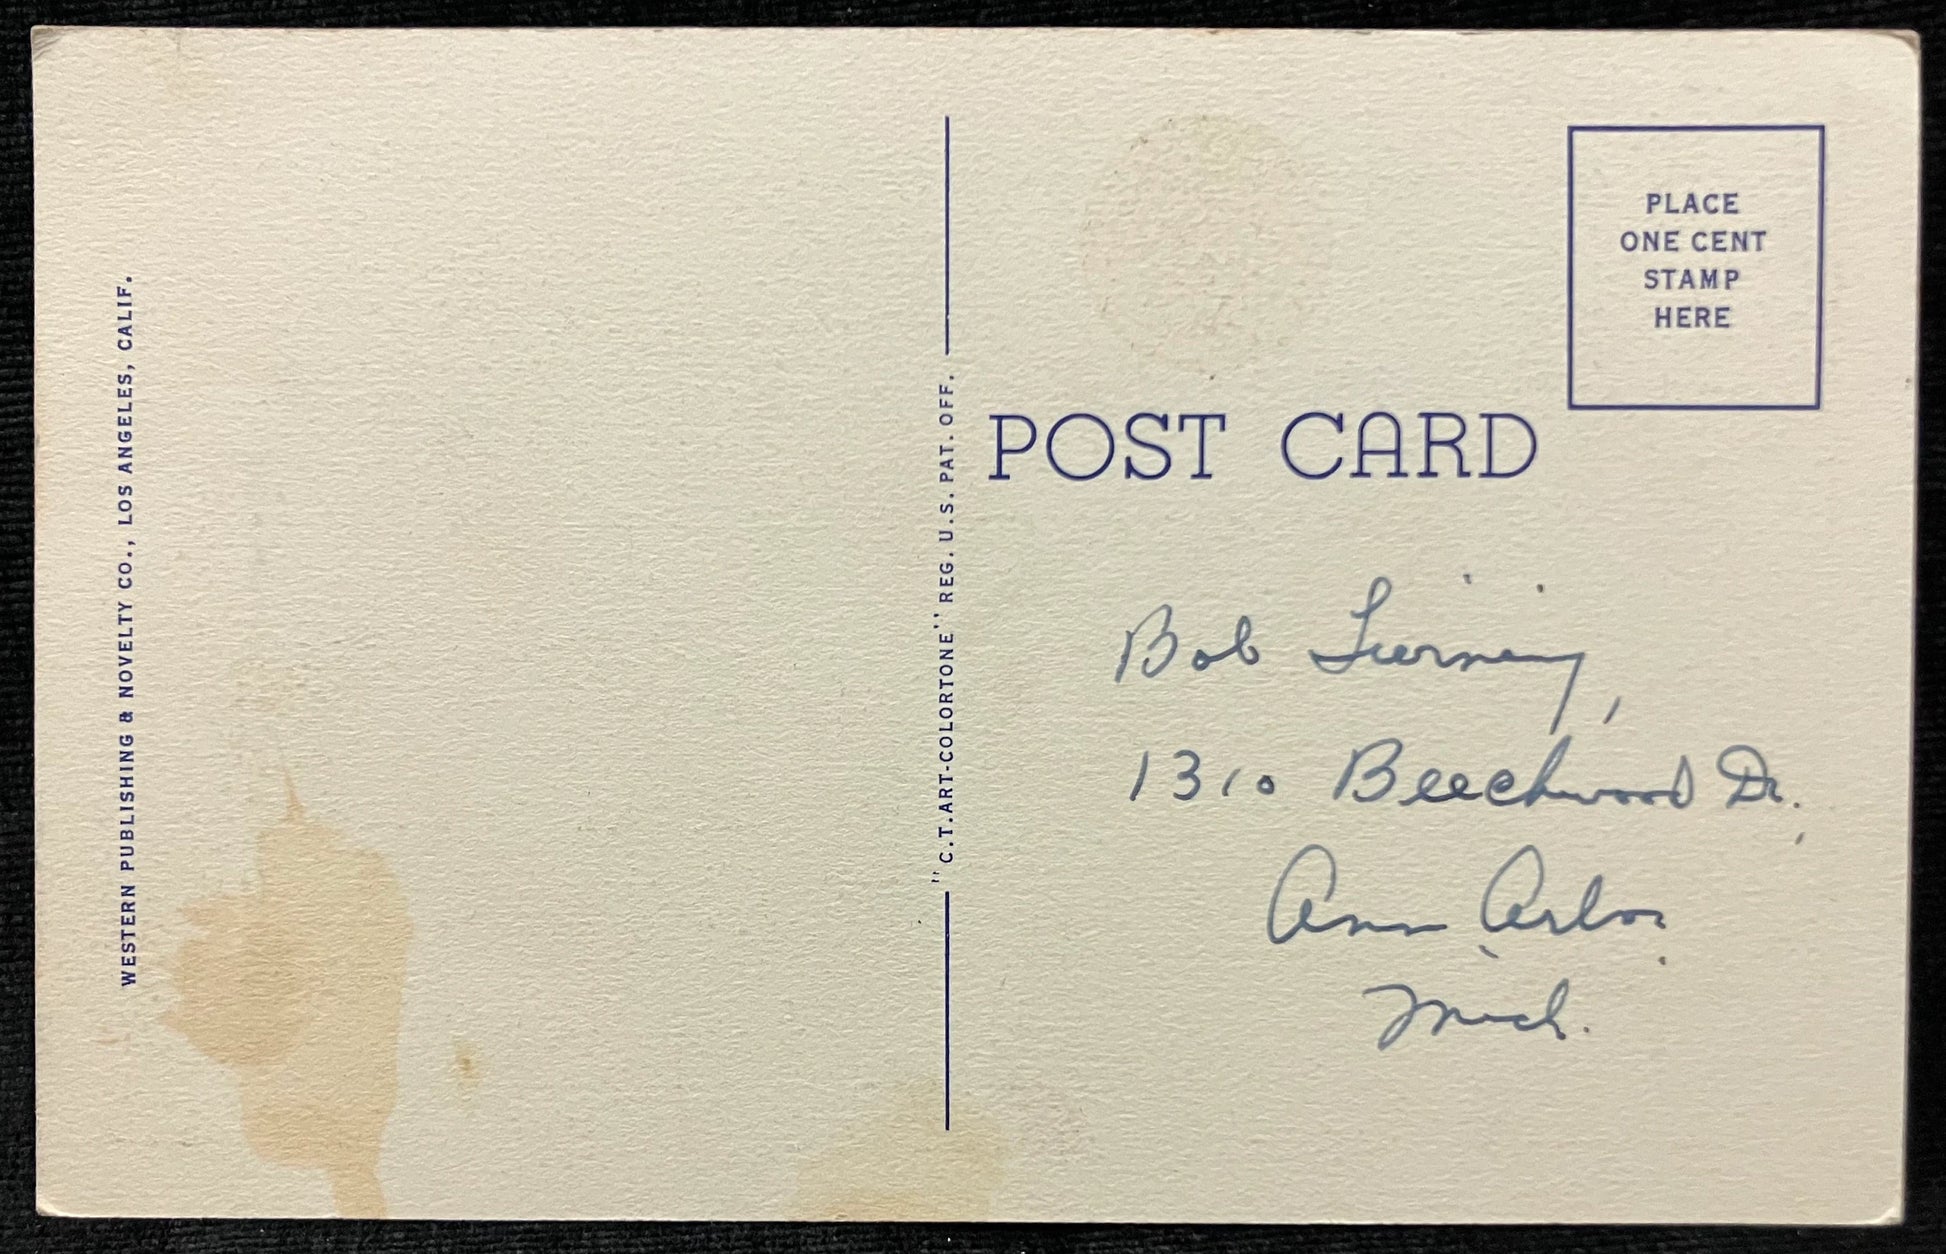 WESTERN PUBLISHING & NOVELTY CO., LOS ANGELES, CALIF.
"C.T.ART-COLORTONE" REG. U.S. PAT. OFF.
PLACE
ONE CENT
STAMP
HERE
POST CARD
Bob
1310 Beechwood Dr.,
Ann Arbor
Mich.